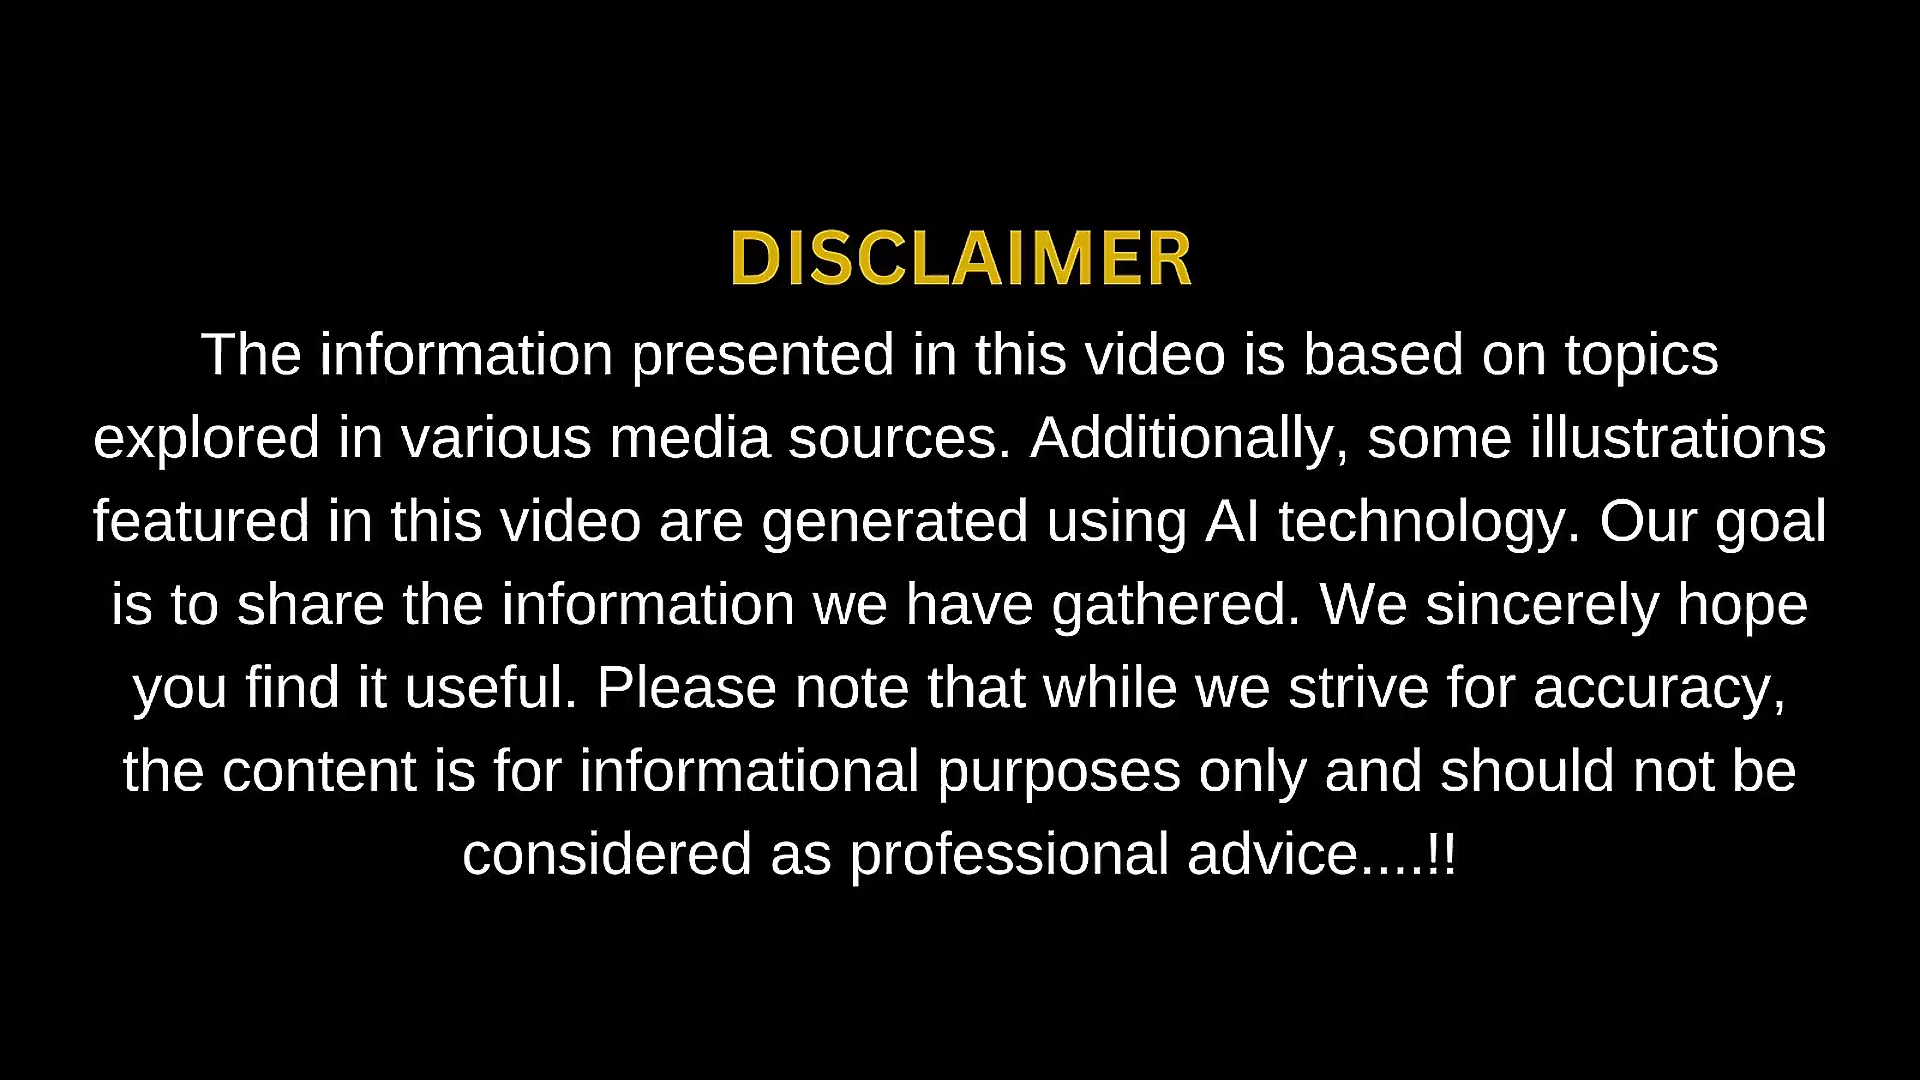 DISCLAIMER
The information presented in this video is based on topics
explored in various media sources. Additionally, some illustrations
featured in this video are generated using AI technology. Our goal
is to share the information we have gathered. We sincerely hope
you find it useful. Please note that while we strive for accuracy,
the content is for informational purposes only and should not be
considered as professional advice....!!